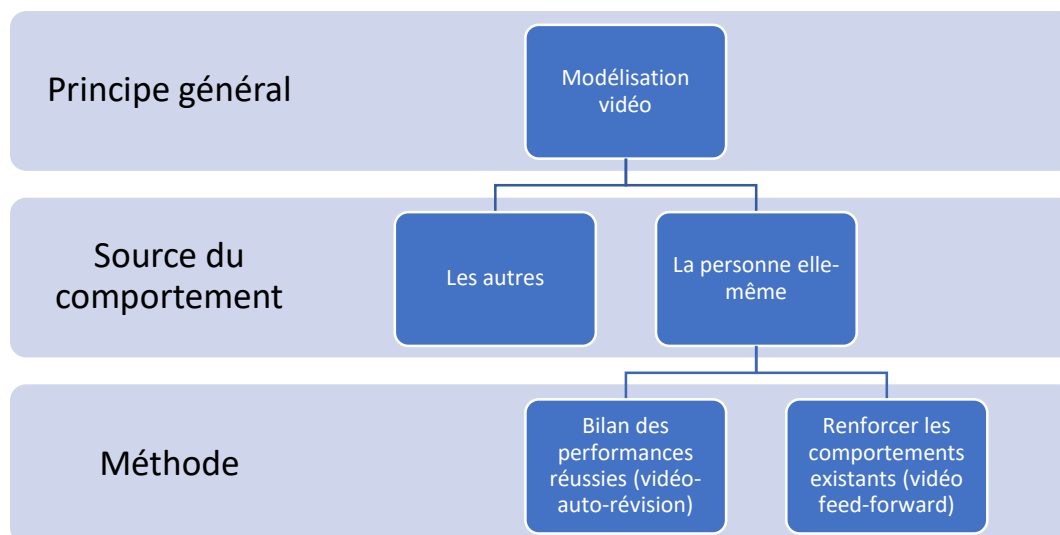 Principe général
Modélisation
vidéo
Source du
comportement
Les autres
La personne elle-
même
Méthode
Bilan des
performances
réussies (vidéo-
auto-révision)
Renforcer les
comportements
existants (vidéo
feed-forward)